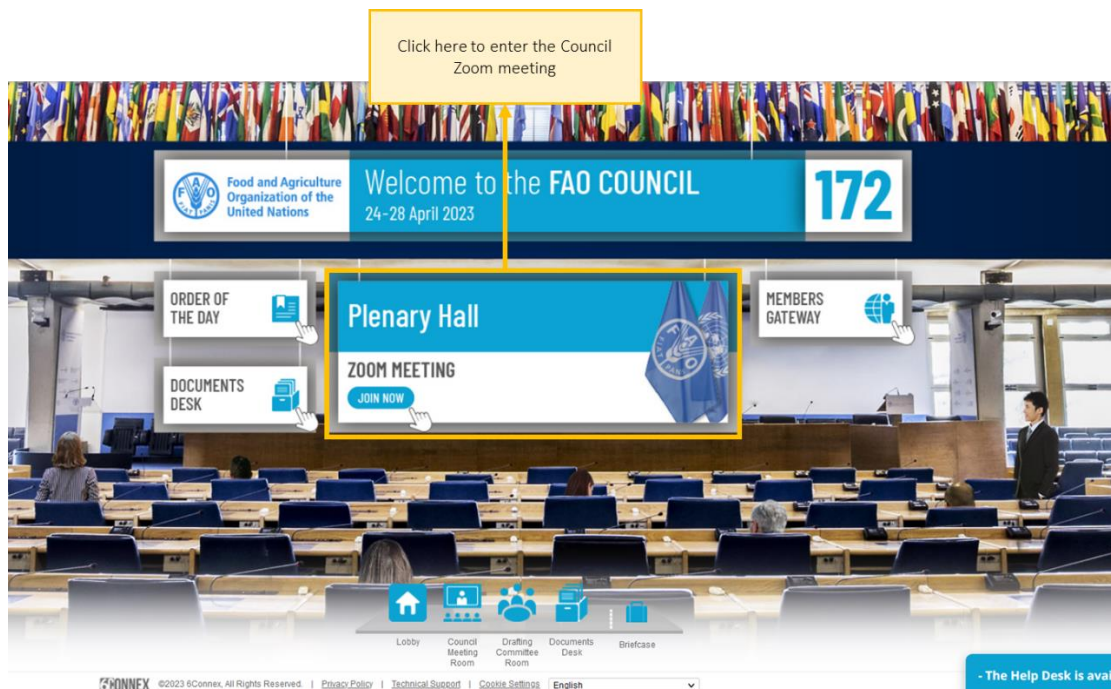 Click here to enter the Council
Zoom meeting
Food and Agriculture
Organization of the
United Nations
Welcome to the FAO COUNCIL
24-28 April 2023
172
ORDER OF
THE DAY
Plenary Hall
MEMBERS
GATEWAY
ZOOM MEETING
JOIN NOW
DOCUMENTS
DESK
Lobby
Council
Meeting
Room
Drafting
Committee
Room
Documents
Desk
Briefcase
6CONNEX ©2023 6Connex, All Rights Reserved. | Privacy Policy | Technical Support | Cookie Settings English
- The Help Desk is avai